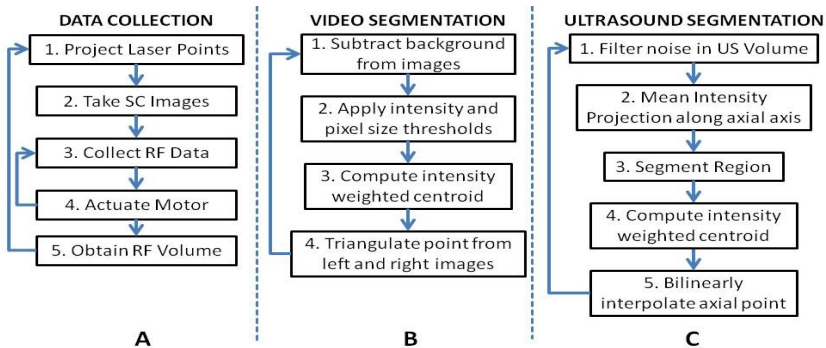 DATA COLLECTION
1. Project Laser Points
2. Take SC Images
3. Collect RF Data
4. Actuate Motor
5. Obtain RF Volume
A
VIDEO SEGMENTATION
1. Subtract background
from images
2. Apply intensity and
pixel size thresholds
3. Compute intensity
weighted centroid
4. Triangulate point from
left and right images
B
ULTRASOUND SEGMENTATION
1. Filter noise in US Volume
2. Mean Intensity
Projection along axial axis
3. Segment Region
4. Compute intensity
weighted centroid
5. Bilinearly
interpolate axial point
C